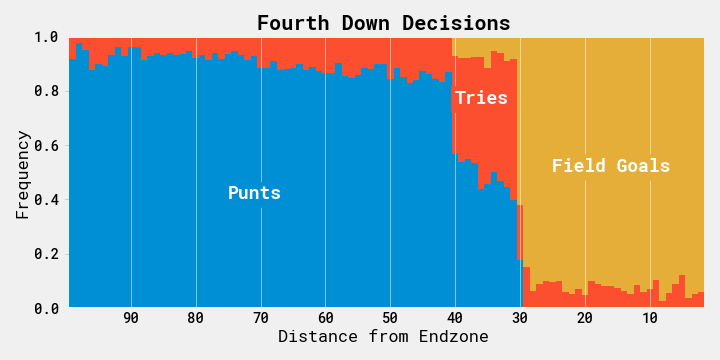 Fourth Down Decisions
1.0
0.8
0.6
0.4
0.2
0.0
Frequency
Tries
Field Goals
Punts
90 80 70 60 50 40 30 20 10
Distance from Endzone